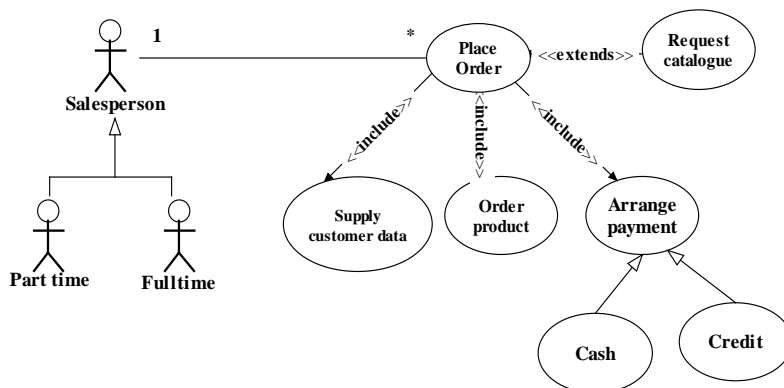 1
*
Place
Order
<<extends>>
Request
catalogue
Salesperson
<<include>>
<<include>>
<<include>>
Supply
customer data
Order
product
Arrange
payment
Part time
Fulltime
Cash
Credit